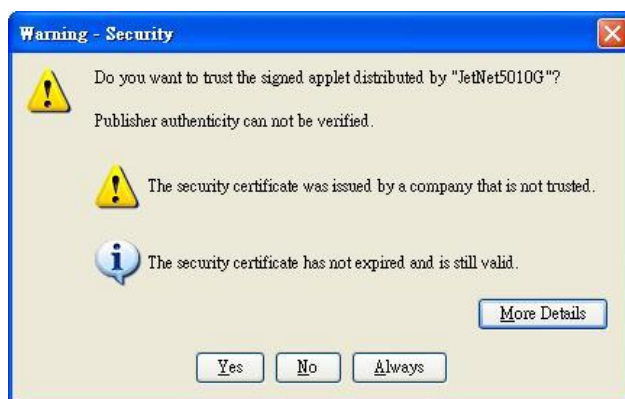 Warning - Security
Do you want to trust the signed applet distributed by "JetNet5010G"?
Publisher authenticity can not be verified.
The security certificate was issued by a company that is not trusted.
The security certificate has not expired and is still valid.
More Details
Yes No Always